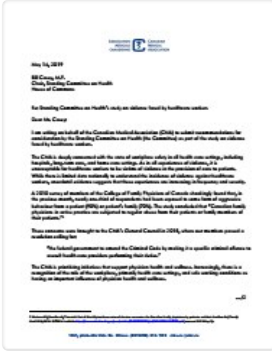 CANADIAN MEDICAL ASSOCIATION
May 14, 2019
Bill Casey, M.P.
Chair, Standing Committee on Health
House of Commons
Re: Standing Committee on Health's study on violence faced by healthcare workers
Dear Mr. Casey:
I am writing on behalf of the Canadian Medical Association (CMA) to submit recommendations for
consideration by the Standing Committee on Health (the Committee) as part of the study on violence
faced by healthcare workers.
The CMA is deeply concerned with the state of workplace safety in all health care settings, including
hospitals, long-term care, and home care settings. As in all experiences of violence, it is
unacceptable for healthcare workers to be victims of violence in the provision of care to patients.
While there is limited data nationally to understand the incidence of violence against healthcare
workers, anecdotal evidence suggests that these experiences are increasing in frequency and severity.
A 2010 survey of members of the College of Family Physicians of Canada shockingly found that, in
the previous month, nearly one-third of respondents had been exposed to some form of aggressive
behaviour from a patient (90%) or patient's family (70%). The study concluded that "Canadian family
physicians in active practice are subjected to regular abuse from their patients or family members of
their patients."
These concerns were brought to the CMA's General Council in 2015, where our members passed a
resolution calling for:
"the federal government to amend the Criminal Code by making it a specific criminal offence to
assault health care providers performing their duties."
The CMA is prioritizing initiatives that support physician health and wellness. Increasingly, there is a
recognition of the role of the workplace, primarily health care settings, and safe working conditions as
having an important influence of physician health and wellness.